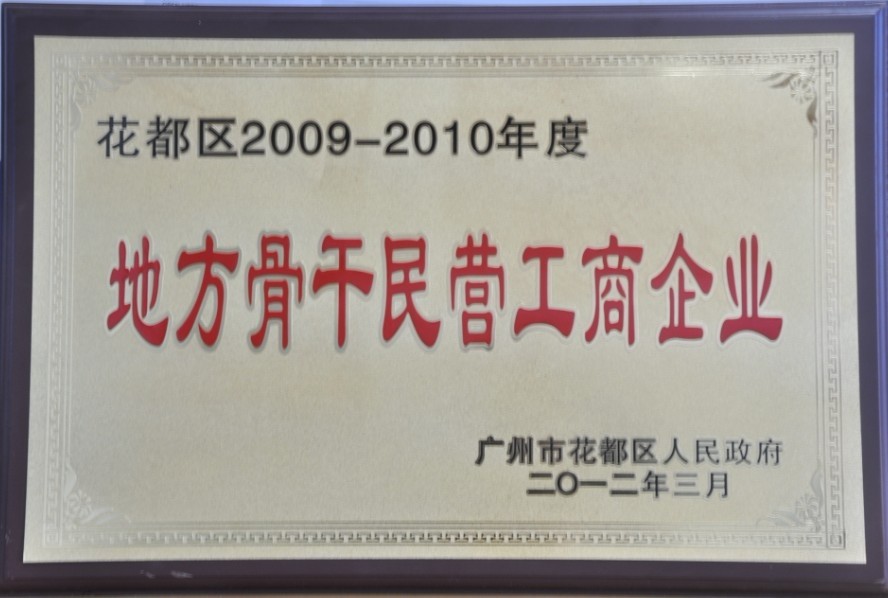 花都区2009-2010年度
地方骨干民营工商企业
广州市花都区人民政府
二〇一二年三月